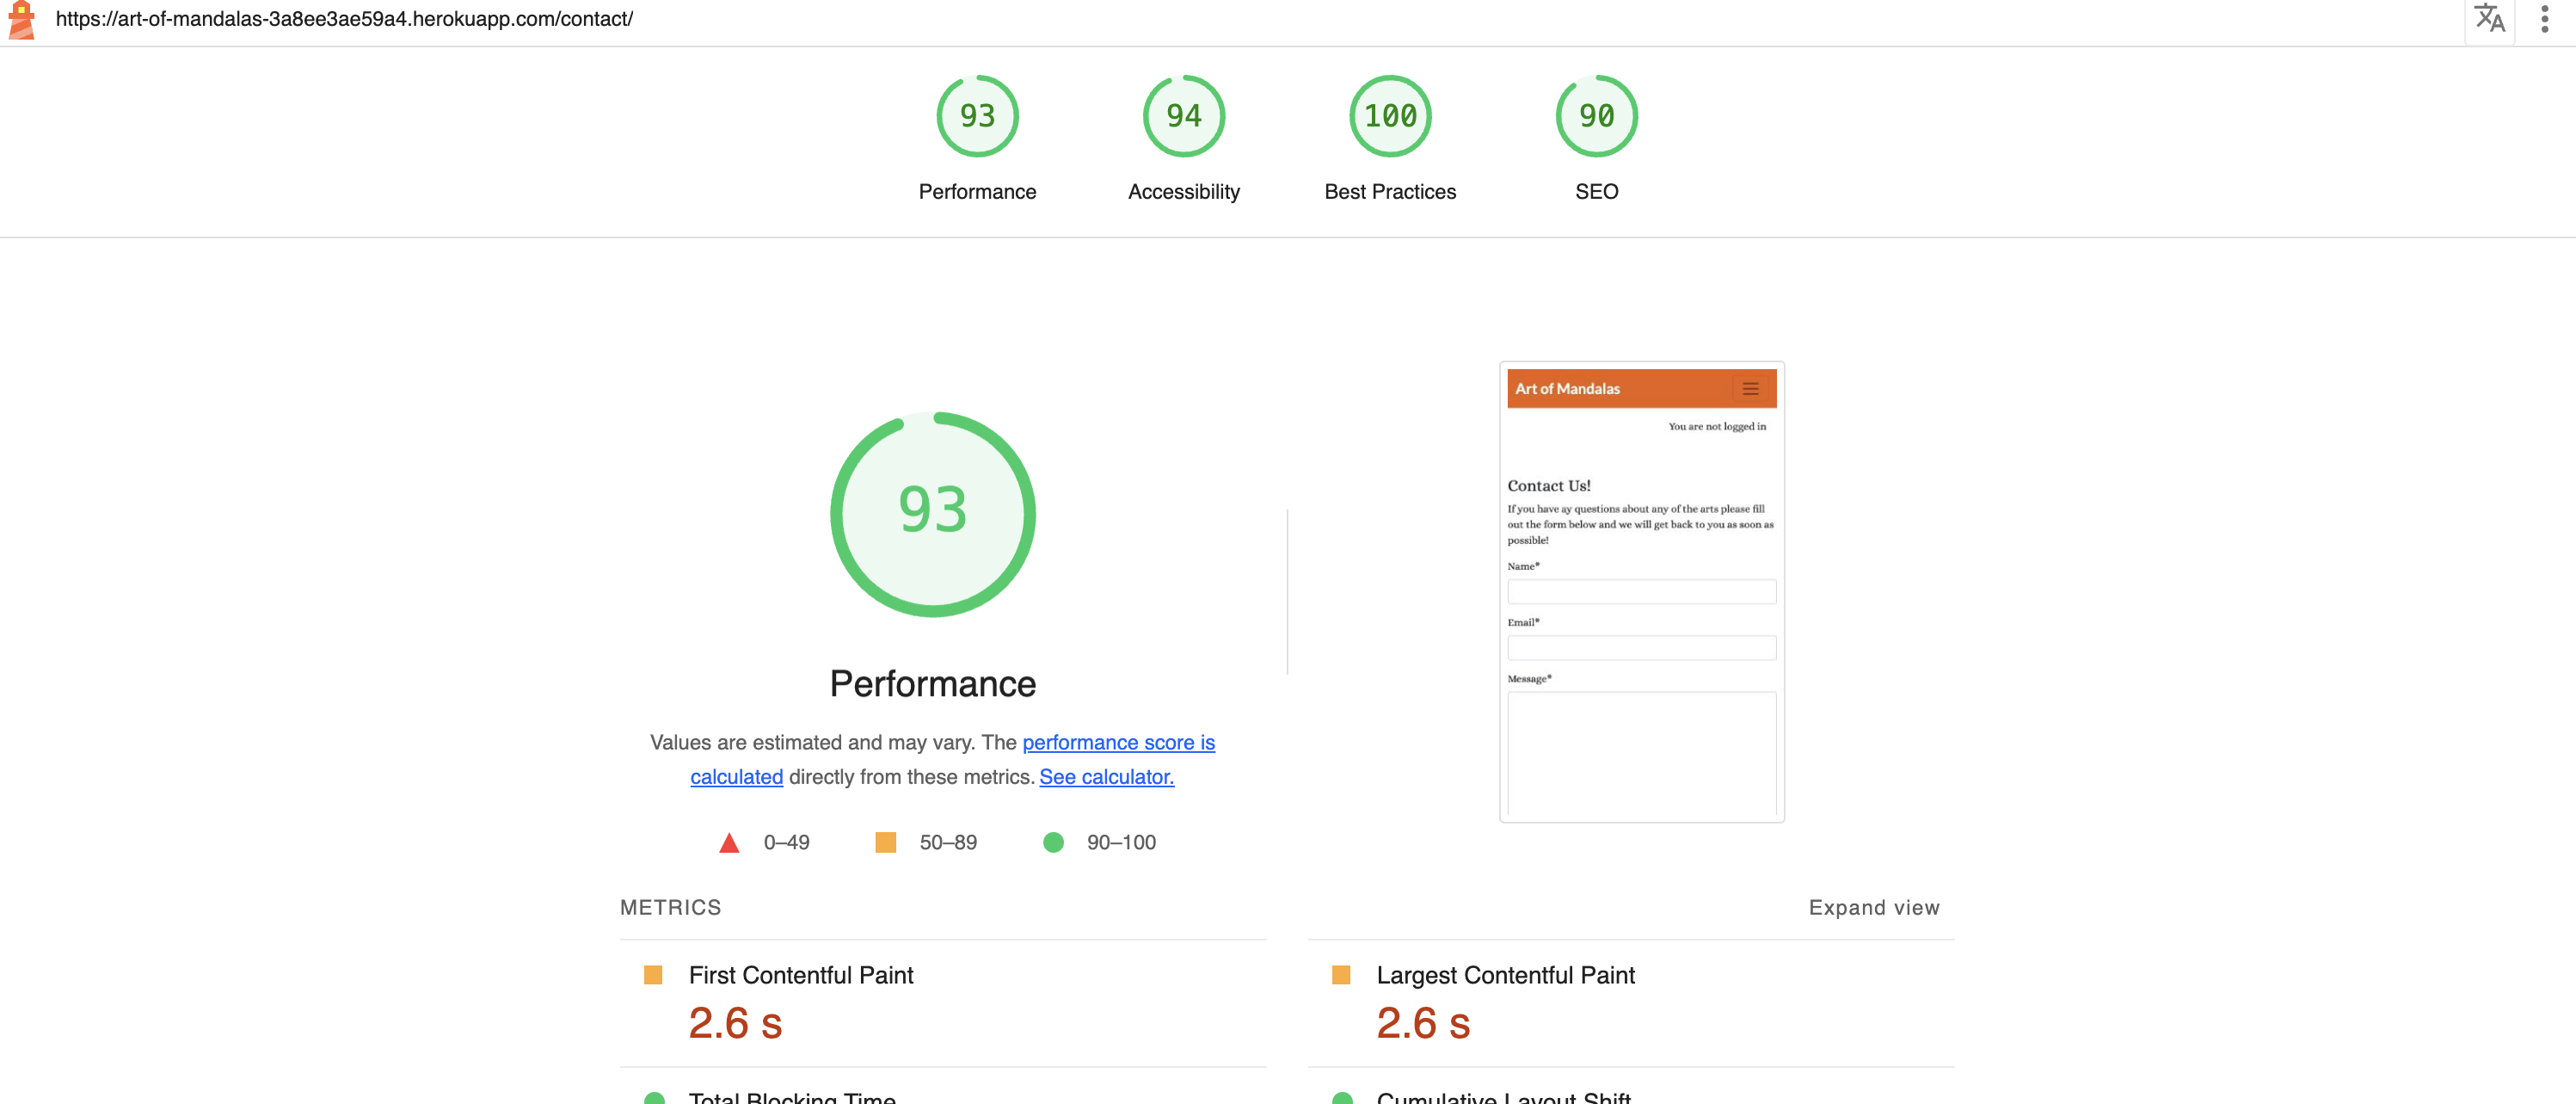 https://art-of-mandalas-3a8ee3ae59a4.herokuapp.com/contact/
93
94
100
90
Performance
Accessibility
Best Practices
SEO
93
Performance
Values are estimated and may vary. The performance score is
calculated directly from these metrics. See calculator.
0–49
50–89
90–100
Art of Mandalas
You are not logged in
Contact Us!
If you have ay questions about any of the arts please fill
out the form below and we will get back to you as soon as
possible!
Name*
Email*
Message*
METRICS
Expand view
First Contentful Paint
2.6 s
Largest Contentful Paint
2.6 s
Total Blocking Time
Cumulative Layout Shift